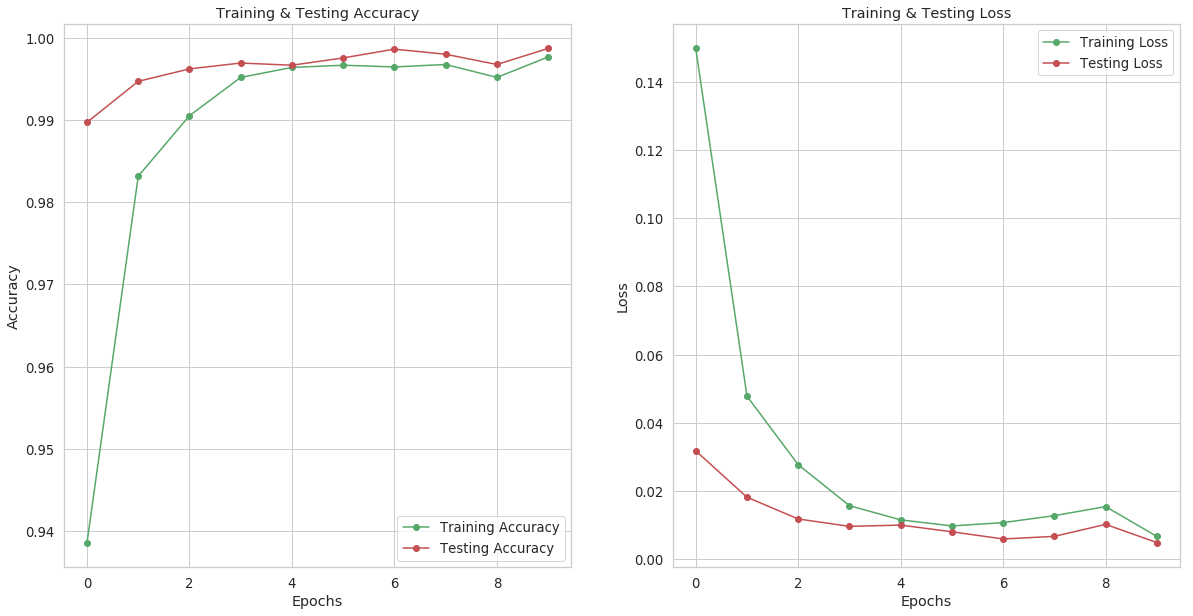 Training & Testing Accuracy
1.00
0.99
0.98
0.97
0.96
0.95
0.94
Accuracy
0 2 4 6 8
Epochs
Training Accuracy
Testing Accuracy
Training & Testing Loss
0.14
0.12
0.10
0.08
0.06
0.04
0.02
0.00
Loss
0 2 4 6 8
Epochs
Training Loss
Testing Loss